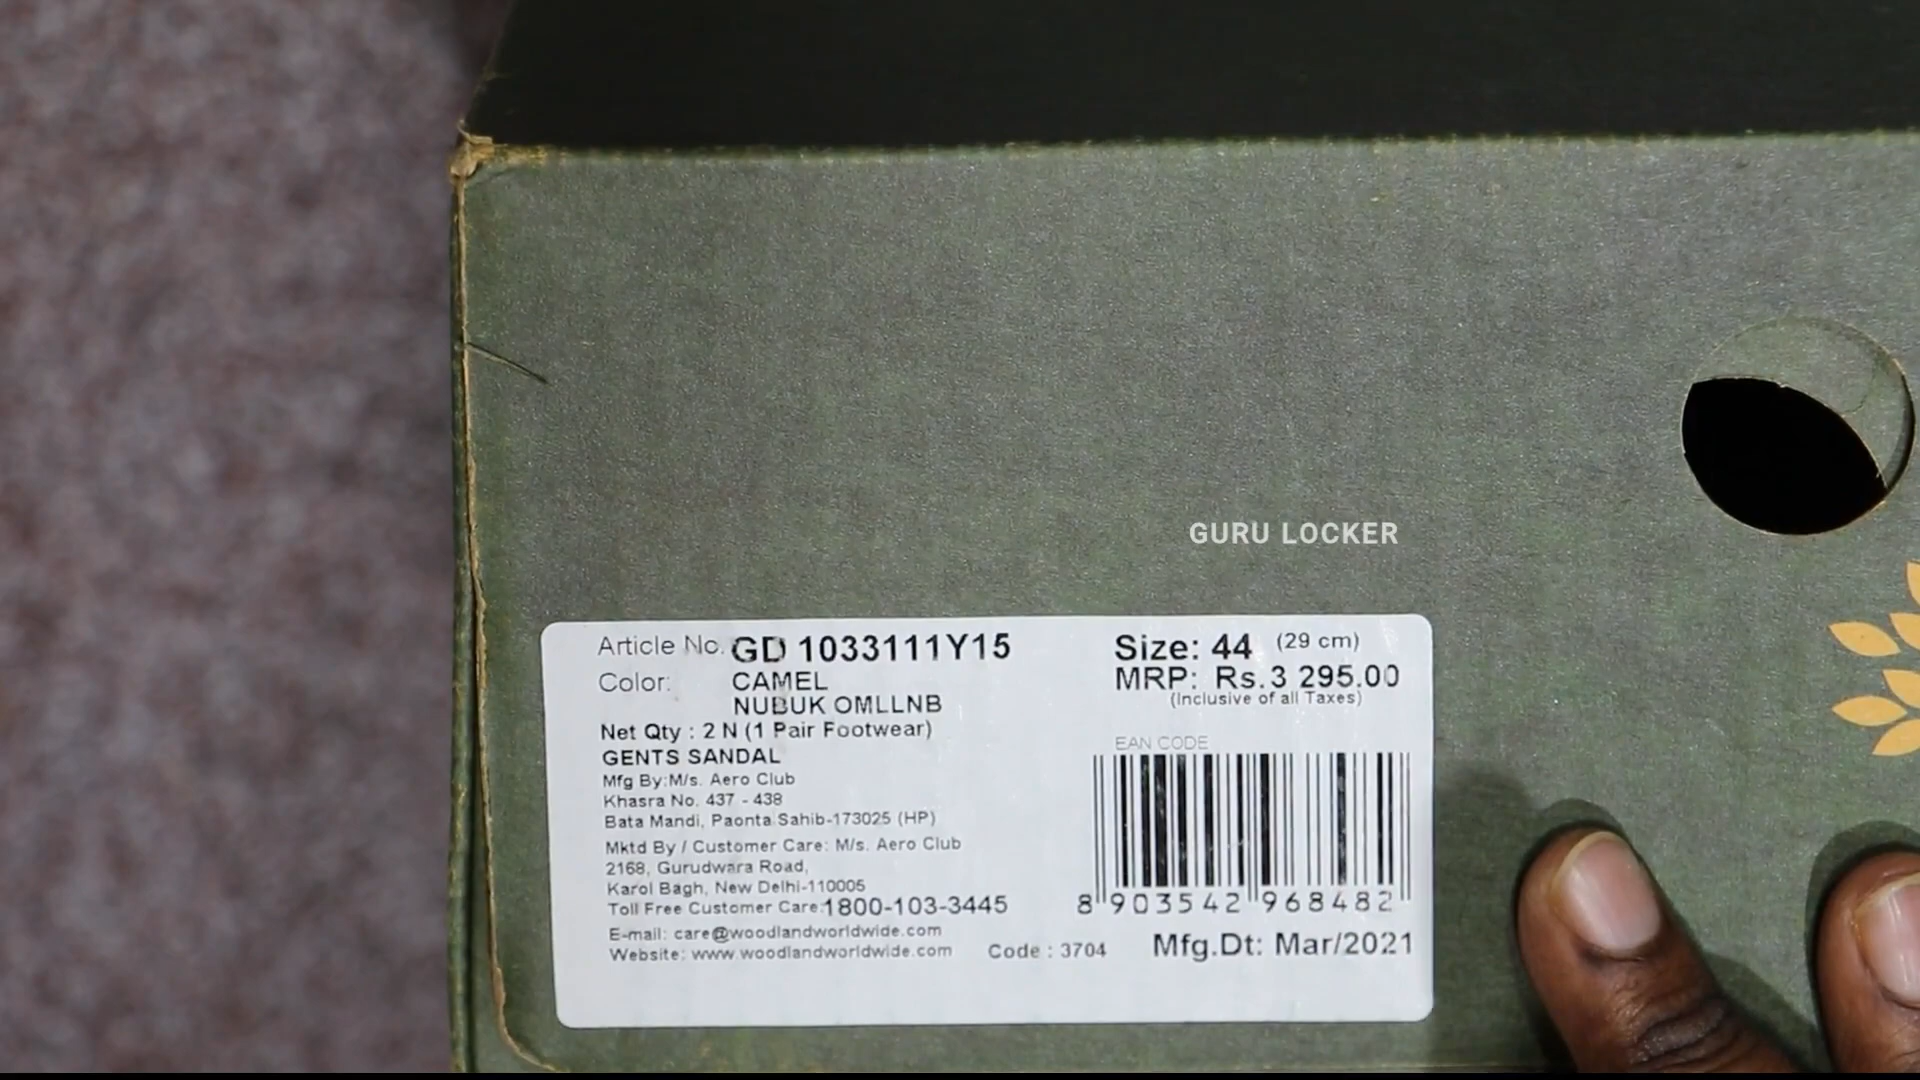 GURU LOCKER
Article No. GD 1033111Y15
Color: CAMEL
NUBUK OMLLNB
Net Qty : 2 N (1 Pair Footwear)
GENTS SANDAL
Mfg By:M/s. Aero Club
Khasra No. 437 - 438
Bata Mandi, Paonta Sahib-173025 (HP)
Mktd By / Customer Care: M/s. Aero Club
2168, Gurudwara Road,
Karol Bagh, New Delhi-110005
Toll Free Customer Care:1800-103-3445
E-mail: care@woodlandworldwide.com
Website: www.woodlandworldwide.com
Code : 3704
Size: 44 (29 cm)
MRP: Rs.3 295.00
(Inclusive of all Taxes)
EAN CODE
8 903542 968482
Mfg.Dt: Mar/2021